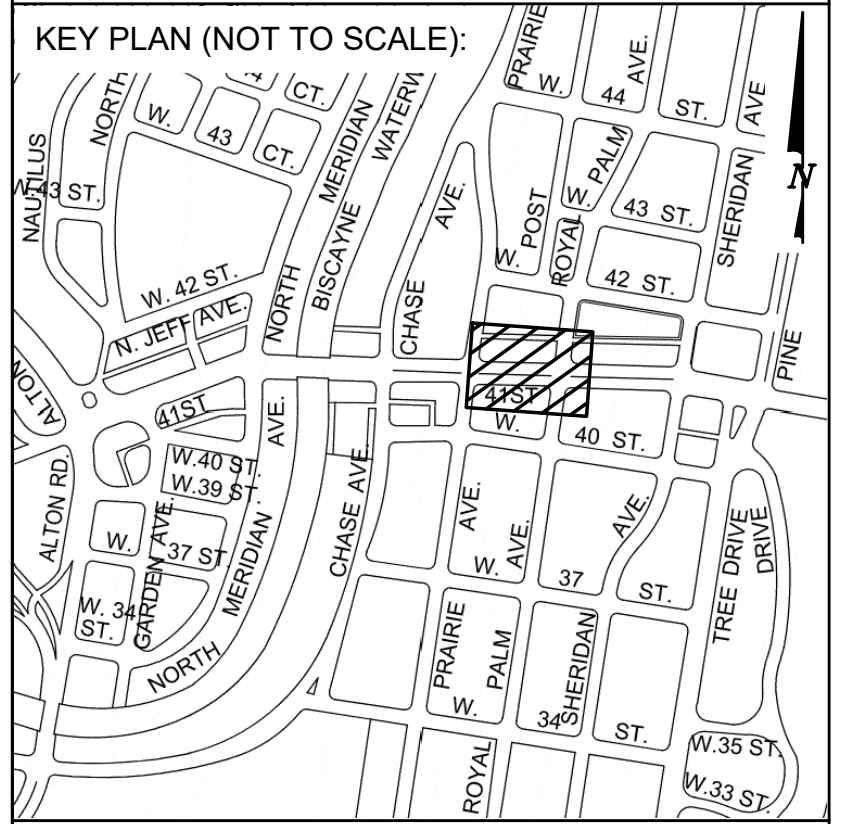 KEY PLAN (NOT TO SCALE):
PRAIRIE
AVE.
W.
44
ST.
AVE
NORTH
W.
43
CT.
CT.
MERIDIAN
WATERW
NAUTILUS
W.43 ST.
N
PALM
W.
43 ST.
SHERIDAN
AVE.
POST
ROYAL
W.
42 ST.
BISCAYNE
NORTH
W. 42 ST.
N. JEFF AVE.
CHASE
PINE
ALTON
41ST
41ST
W.
40 ST.
AVE.
W.40 ST.
W.39 ST.
ALTON RD.
GARDEN AVE.
W.
37 ST.
MERIDIAN
CHASE AVE.
AVE.
AVE.
AVE.
W.
37
ST.
TREE DRIVE
DRIVE
W. 34
ST.
NORTH
PRAIRIE
PALM
SHERIDAN
W.
34
ST.
ROYAL
W.35 ST.
W.33 ST.